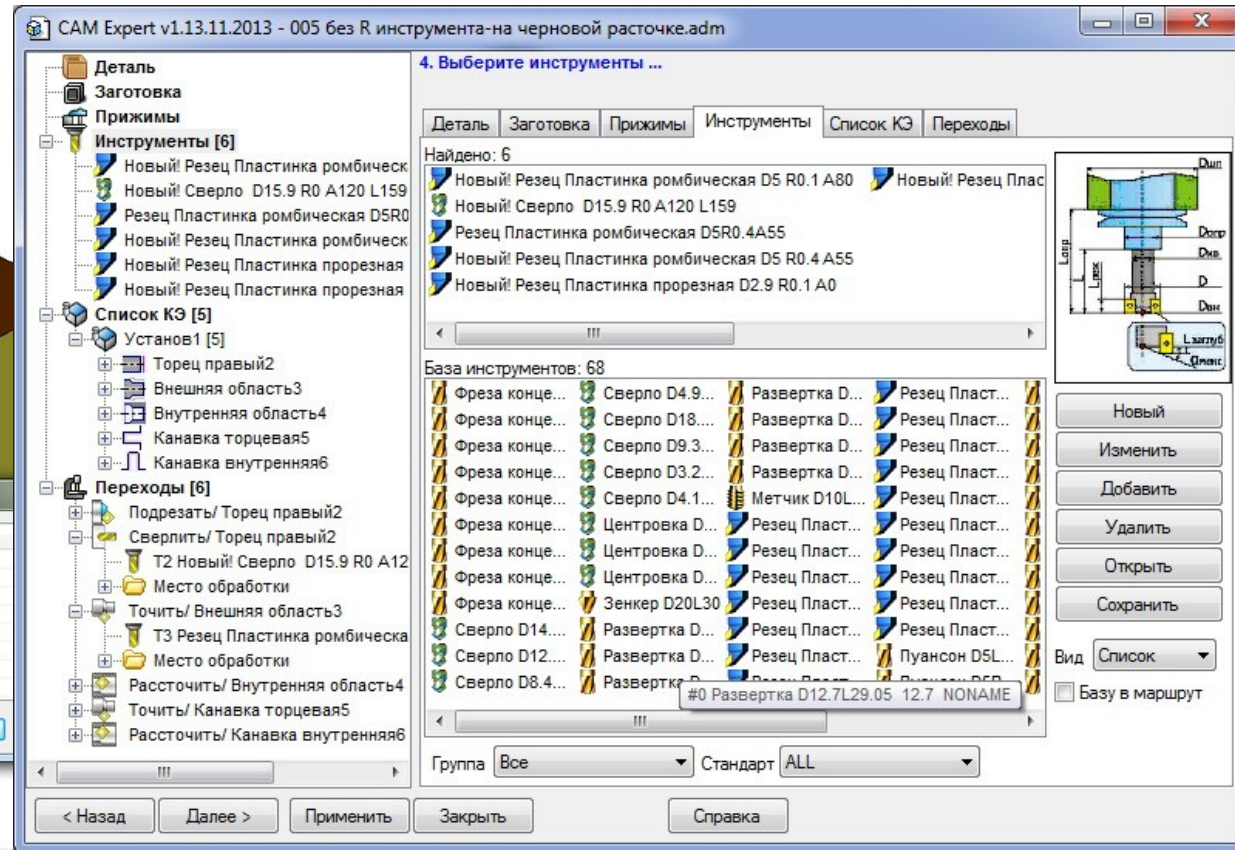 CAM Expert v1.13.11.2013 - 005 без R инструмента-на черновой расточке.adm
Деталь
Заготовка
Прижимы
Инструменты [6]
Новый! Резец Пластинка ромбическ
Новый! Сверло D15.9 R0 A120 L159
Резец Пластинка ромбическая D5R0
Новый! Резец Пластинка ромбическ
Новый! Резец Пластинка прорезная
Новый! Резец Пластинка прорезная
Список КЭ [5]
Установ1 [5]
Торец правый2
Внешняя область3
Внутренняя область4
Канавка торцевая5
Канавка внутренняя6
Переходы [6]
Подрезать/ Торец правый2
Сверлить/ Торец правый2
T2 Новый! Сверло D15.9 R0 A12
Место обработки
Точить/ Внешняя область3
T3 Резец Пластинка ромбическа
Место обработки
Рассточить/ Внутренняя область4
Точить/ Канавка торцевая5
Рассточить/ Канавка внутренняя6
4. Выберите инструменты ...
Деталь Заготовка Прижимы Инструменты Список КЭ Переходы
Найдено: 6
Новый! Резец Пластинка ромбическая D5 R0.1 A80 Новый! Резец Плас
Новый! Сверло D15.9 R0 A120 L159
Резец Пластинка ромбическая D5R0.4A55
Новый! Резец Пластинка ромбическая D5 R0.4 A55
Новый! Резец Пластинка прорезная D2.9 R0.1 A0
База инструментов: 68
Фреза конце... Сверло D4.9... Развертка D... Резец Пласт...
Фреза конце... Сверло D18.... Развертка D... Резец Пласт...
Фреза конце... Сверло D9.3... Развертка D... Резец Пласт...
Фреза конце... Сверло D3.2... Развертка D... Резец Пласт...
Фреза конце... Сверло D4.1... Метчик D10L... Резец Пласт...
Фреза конце... Центровка D... Резец Пласт... Резец Пласт...
Фреза конце... Центровка D... Резец Пласт... Резец Пласт...
Фреза конце... Центровка D... Резец Пласт... Резец Пласт...
Фреза конце... Зенкер D20L30 Резец Пласт... Резец Пласт...
Сверло D14.... Развертка D... Резец Пласт... Резец Пласт...
Сверло D12.... Развертка D... Резец Пласт... Пуансон D5L...
Сверло D8.4... Развертка
#0 Развертка D12.7L29.05 12.7 NONAME
Группа Все Стандарт ALL
Dшп
Dопр
Dхв
D
Dвн
Lопр
L
Lреж
L заглуб
Новый
Изменить
Добавить
Удалить
Открыть
Сохранить
Вид Список
Базу в маршрут
< Назад Далее > Применить Закрыть Справка